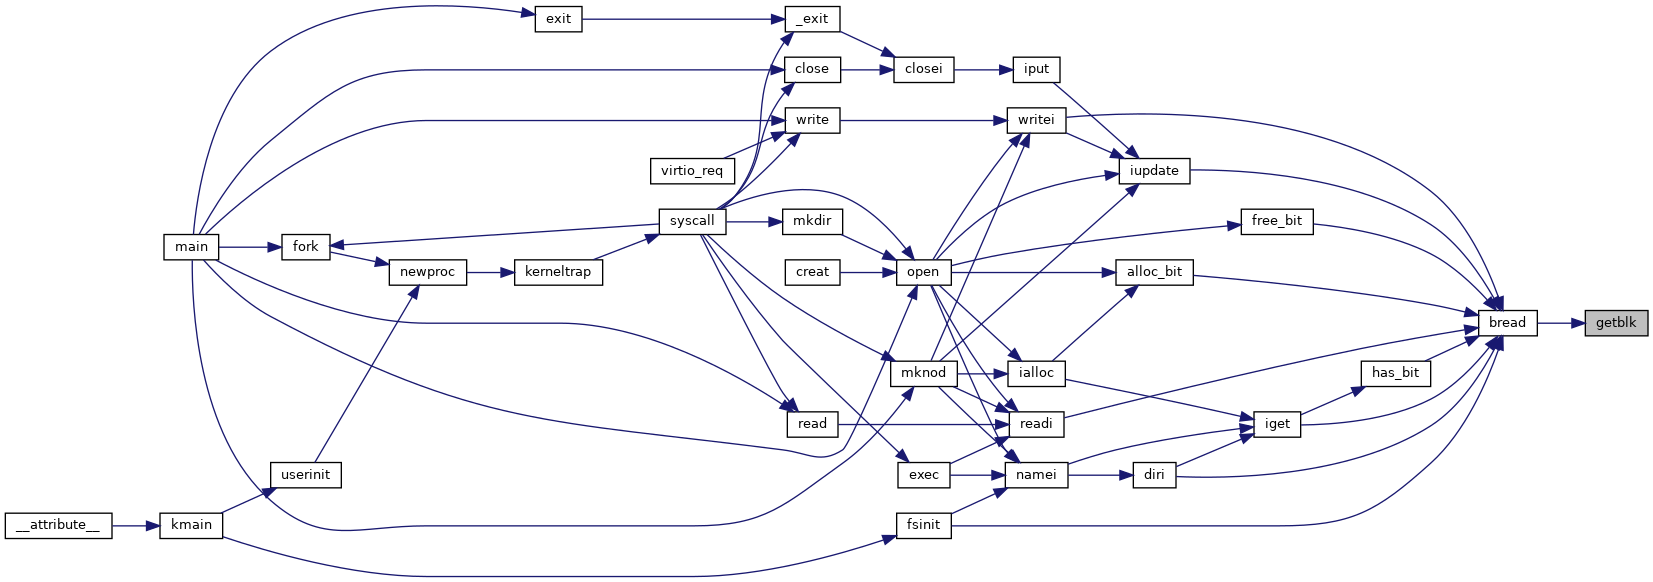 exit
_exit
close
closei
iput
write
writei
virtio_req
iupdate
syscall
mkdir
free_bit
main
fork
newproc
kerneltrap
creat
open
alloc_bit
bread
getblk
mknod
ialloc
has_bit
read
readi
iget
userinit
exec
namei
diri
__attribute__
kmain
fsinit